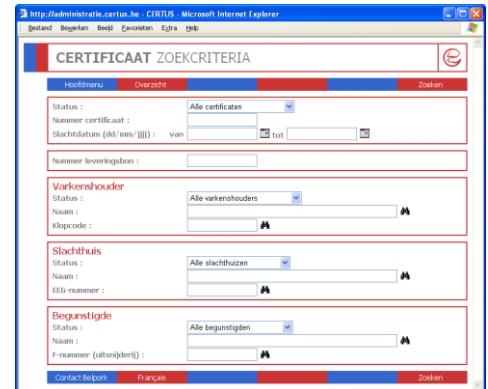 http://administratie.certus.be - CERTUS - Microsoft Internet Explorer
Bestand Bewerken Beeld Favorieten Extra Help
CERTIFICAAT ZOEKCRITERIA
Hoofdmenu Overzicht Zoeken
Status : Alle certificaten
Nummer certificaat :
Slachtdatum (dd/mm/jjjj) : van tot
Nummer leveringsbon :
Varkenshouder
Status : Alle varkenshouders
Naam :
Klopcode :
Slachthuis
Status : Alle slachthuizen
Naam :
EEG-nummer :
Begunstigde
Status : Alle begunstigden
Naam :
F-nummer (uitsnijderij) :
Contact Belpork Français Zoeken